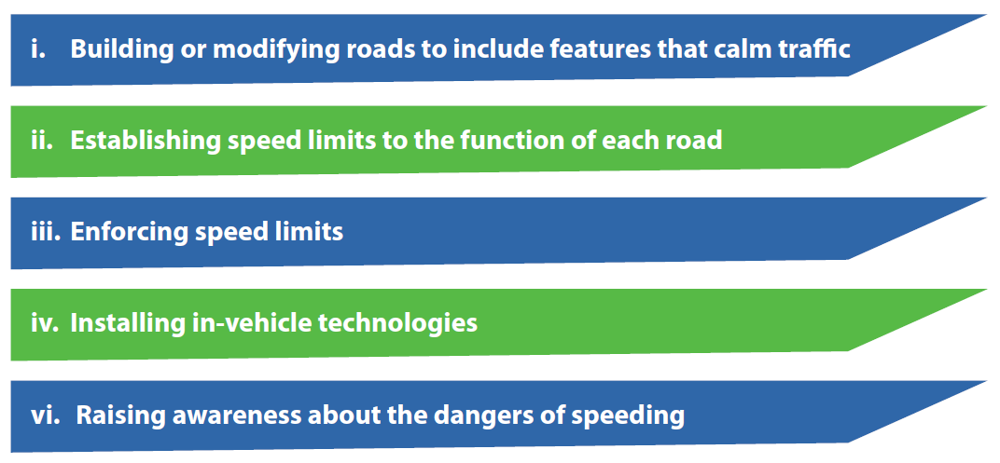 i. Building or modifying roads to include features that calm traffic
ii. Establishing speed limits to the function of each road
iii. Enforcing speed limits
iv. Installing in-vehicle technologies
vi. Raising awareness about the dangers of speeding